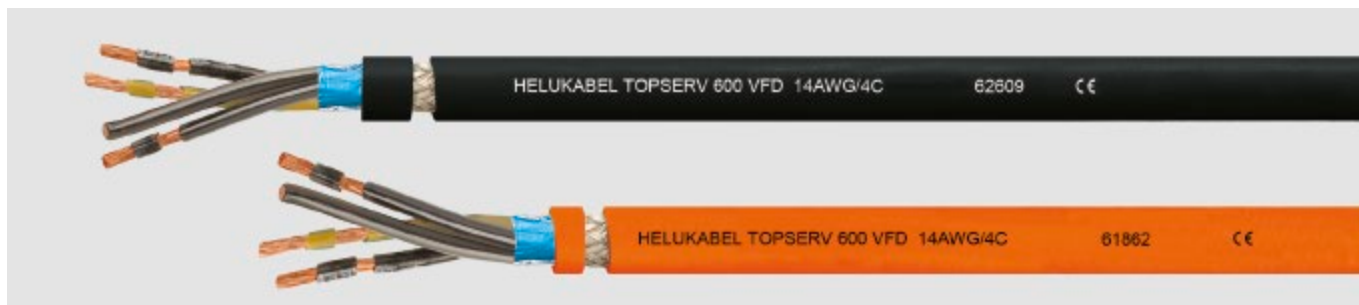 HELUKABEL TOPSERV 600 VFD 14AWG/4C 62609 CE
HELUKABEL TOPSERV 600 VFD 14AWG/4C 61862 CE